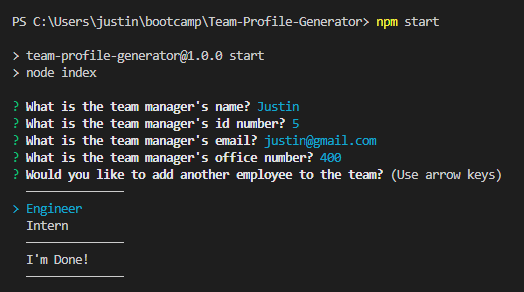 PS C:\Users\justin\bootcamp\Team-Profile-Generator> npm start
> team-profile-generator@1.0.0 start
> node index
? What is the team manager's name? Justin
? What is the team manager's id number? 5
? What is the team manager's email? justin@gmail.com
? What is the team manager's office number? 400
? Would you like to add another employee to the team? (Use arrow keys)
──────────────
> Engineer
Intern
──────────────
I'm Done!
──────────────